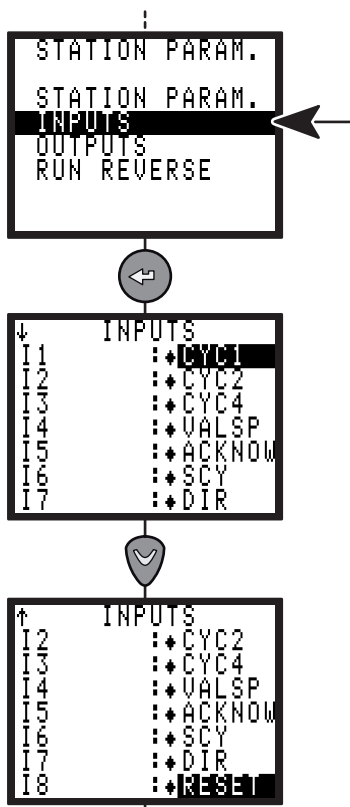 STATION PARAM.
STATION PARAM.
INPUTS
OUTPUTS
RUN REVERSE
↓ INPUTS
I1 :♦CYC1
I2 :♦CYC2
I3 :♦CYC4
I4 :♦VALSP
I5 :♦ACKNOW
I6 :♦SCY
I7 :♦DIR
↑ INPUTS
I2 :♦CYC2
I3 :♦CYC4
I4 :♦VALSP
I5 :♦ACKNOW
I6 :♦SCY
I7 :♦DIR
I8 :♦RESET